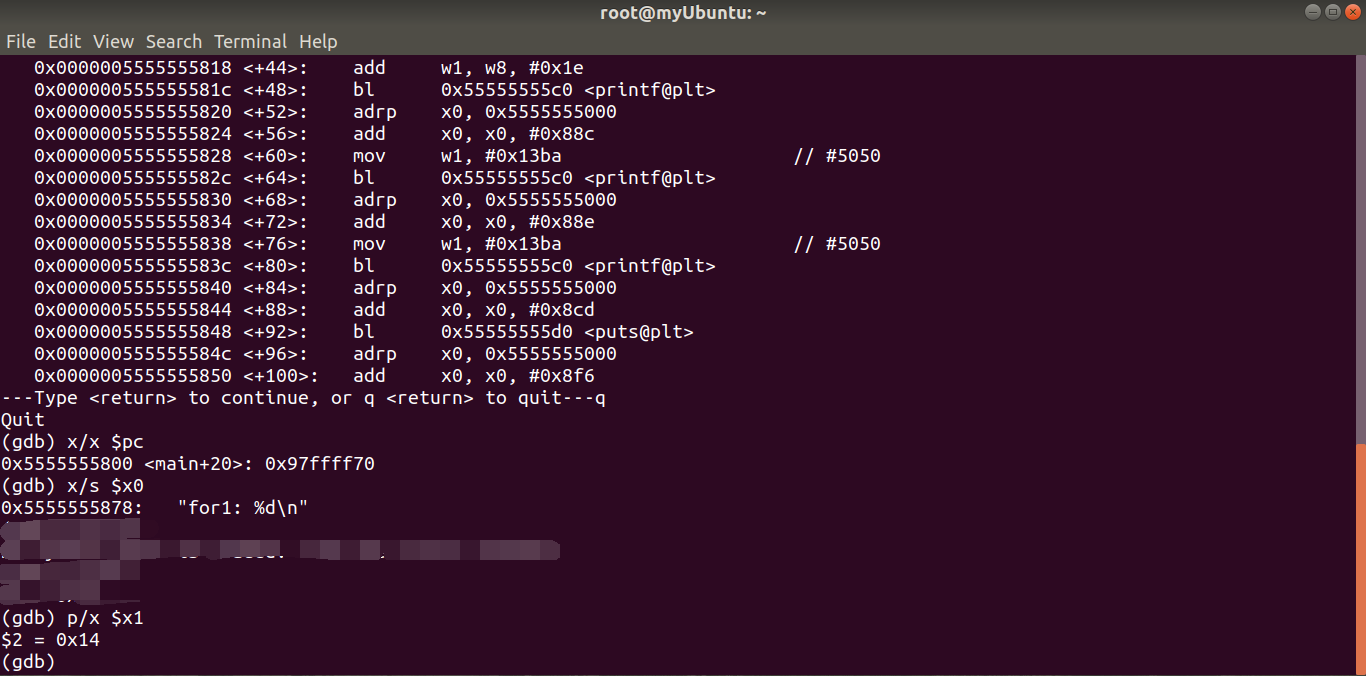 root@myUbuntu: ~
File Edit View Search Terminal Help
0x0000005555555818 <+44>: add w1, w8, #0x1e
0x000000555555581c <+48>: bl 0x55555555c0 <printf@plt>
0x0000005555555820 <+52>: adrp x0, 0x5555555000
0x0000005555555824 <+56>: add x0, x0, #0x88c
0x0000005555555828 <+60>: mov w1, #0x13ba // #5050
0x000000555555582c <+64>: bl 0x55555555c0 <printf@plt>
0x0000005555555830 <+68>: adrp x0, 0x5555555000
0x0000005555555834 <+72>: add x0, x0, #0x88e
0x0000005555555838 <+76>: mov w1, #0x13ba // #5050
0x000000555555583c <+80>: bl 0x55555555c0 <printf@plt>
0x0000005555555840 <+84>: adrp x0, 0x5555555000
0x0000005555555844 <+88>: add x0, x0, #0x8cd
0x0000005555555848 <+92>: bl 0x55555555d0 <puts@plt>
0x000000555555584c <+96>: adrp x0, 0x5555555000
0x0000005555555850 <+100>: add x0, x0, #0x8f6
---Type <return> to continue, or q <return> to quit---q
Quit
(gdb) x/x $pc
0x5555555800 <main+20>: 0x97ffff70
(gdb) x/s $x0
0x5555555878: "for1: %d\n"
(gdb) p/x $x1
$2 = 0x14
(gdb)